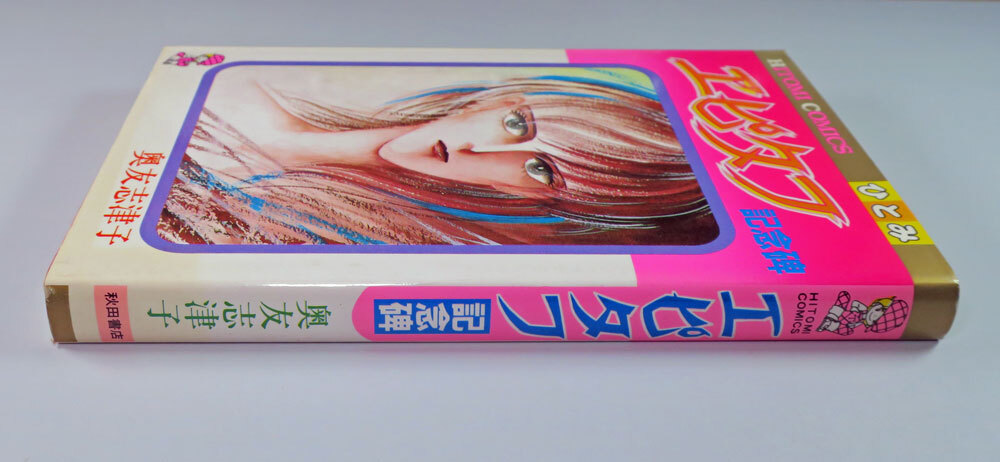 HITOMI COMICS
ひとみ
エピタフ
記念碑
奥友志津子
HITOMI
COMICS
エピタフ
記念碑
奥友志津子
秋田書店